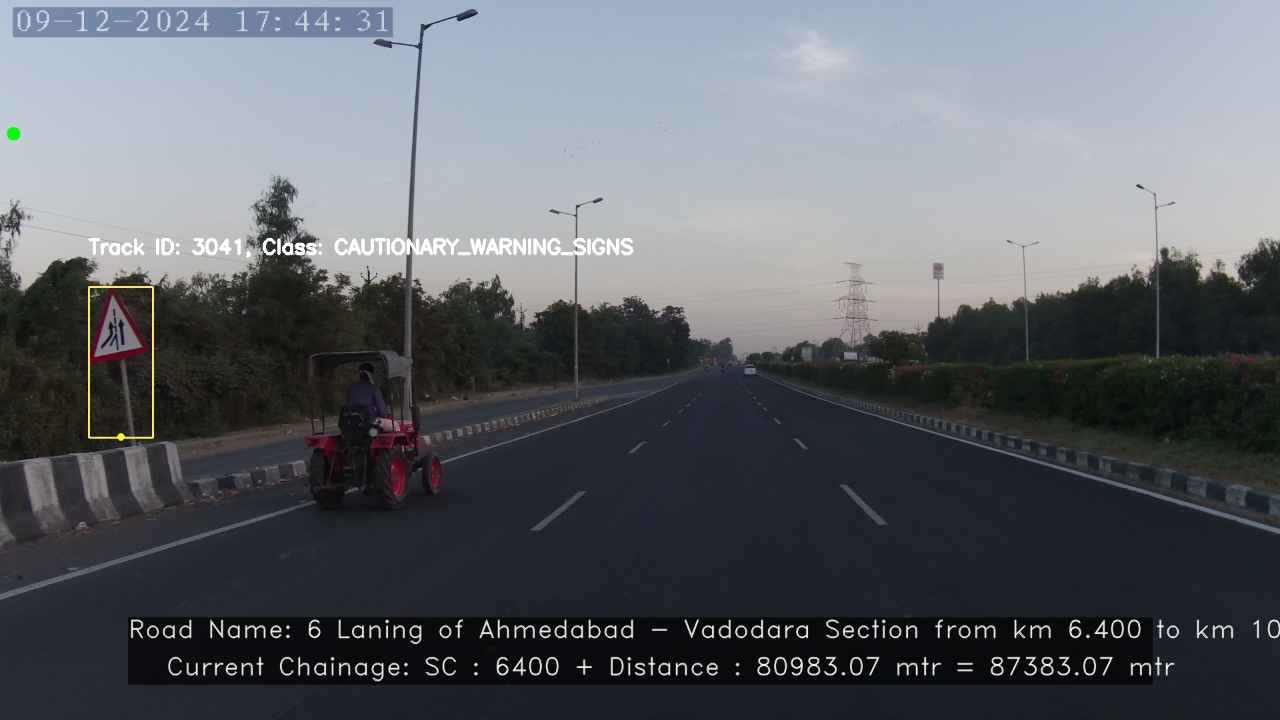 09-12-2024 17:44:31
Track ID: 3041, Class: CAUTIONARY_WARNING_SIGNS
Road Name: 6 Laning of Ahmedabad - Vadodara Section from km 6.400 to km 10
Current Chainage: SC : 6400 + Distance : 80983.07 mtr = 87383.07 mtr